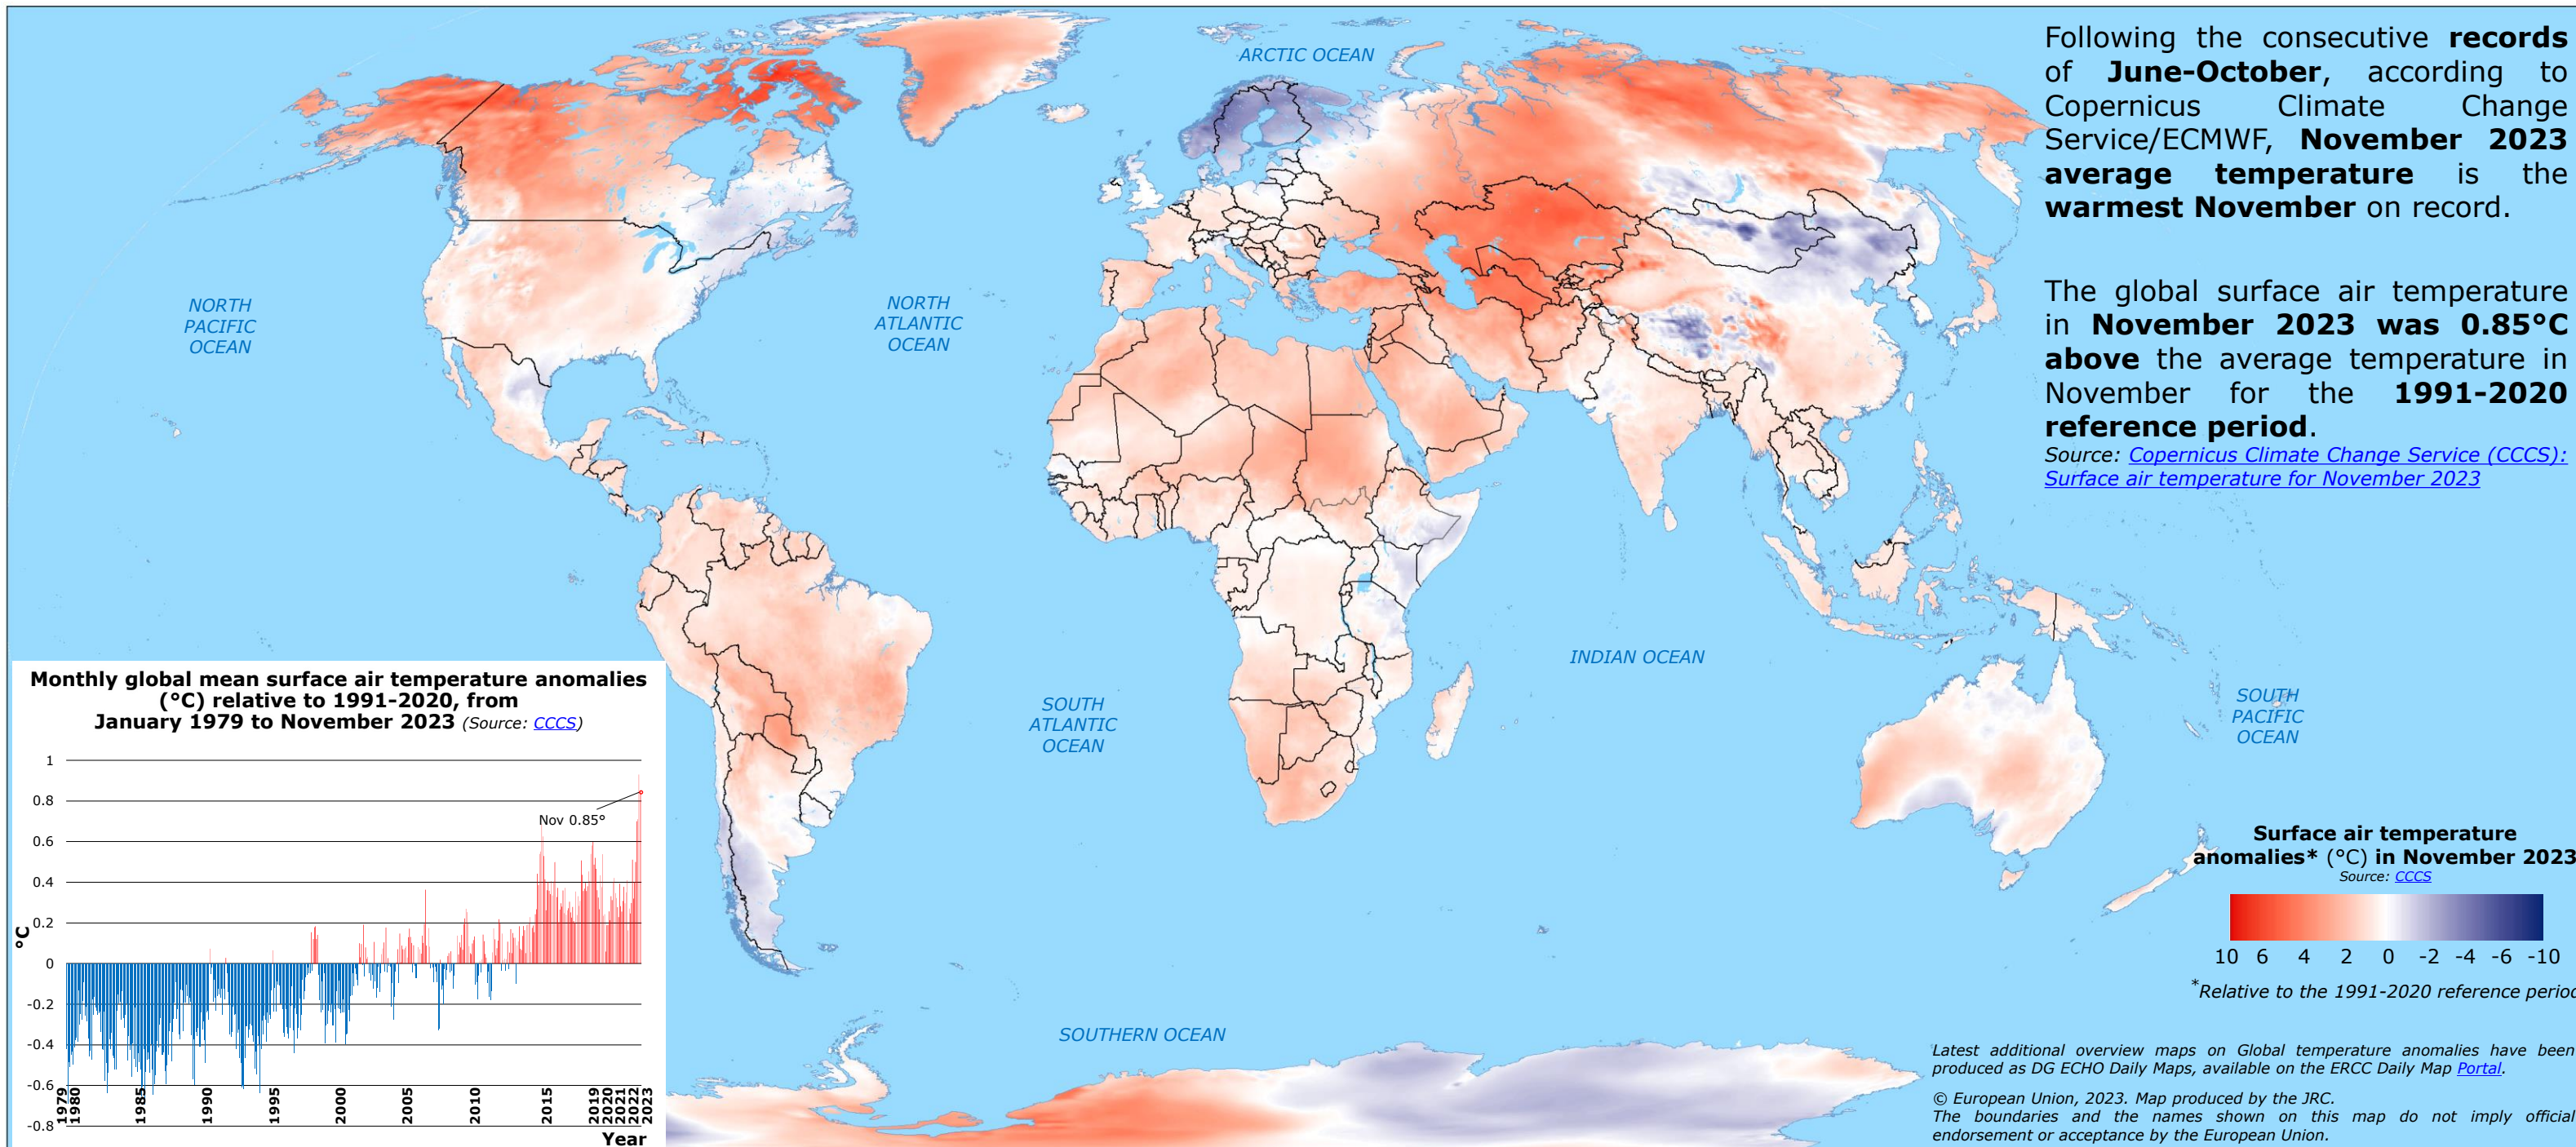 Following the consecutive records
of June-October, according to
Copernicus Climate Change
Service/ECMWF, November 2023
average temperature is the
warmest November on record.
The global surface air temperature
in November 2023 was 0.85°C
above the average temperature in
November for the 1991-2020
reference period.
Source: Copernicus Climate Change Service (CCCS):
Surface air temperature for November 2023
ARCTIC OCEAN
NORTH
PACIFIC
OCEAN
NORTH
ATLANTIC
OCEAN
INDIAN OCEAN
SOUTH
ATLANTIC
OCEAN
SOUTH
PACIFIC
OCEAN
SOUTHERN OCEAN
Monthly global mean surface air temperature anomalies
(°C) relative to 1991-2020, from
January 1979 to November 2023 (Source: CCCS)
1
0.8
0.6
0.4
0.2
0
-0.2
-0.4
-0.6
-0.8
°C
Nov 0.85°
1979
1980
1985
1990
1995
2000
2005
2010
2015
2019
2020
2021
2022
2023
Year
Surface air temperature
anomalies* (°C) in November 2023
Source: CCCS
10 6 4 2 0 -2 -4 -6 -10
*Relative to the 1991-2020 reference period
Latest additional overview maps on Global temperature anomalies have been
produced as DG ECHO Daily Maps, available on the ERCC Daily Map Portal.
© European Union, 2023. Map produced by the JRC.
The boundaries and the names shown on this map do not imply official
endorsement or acceptance by the European Union.